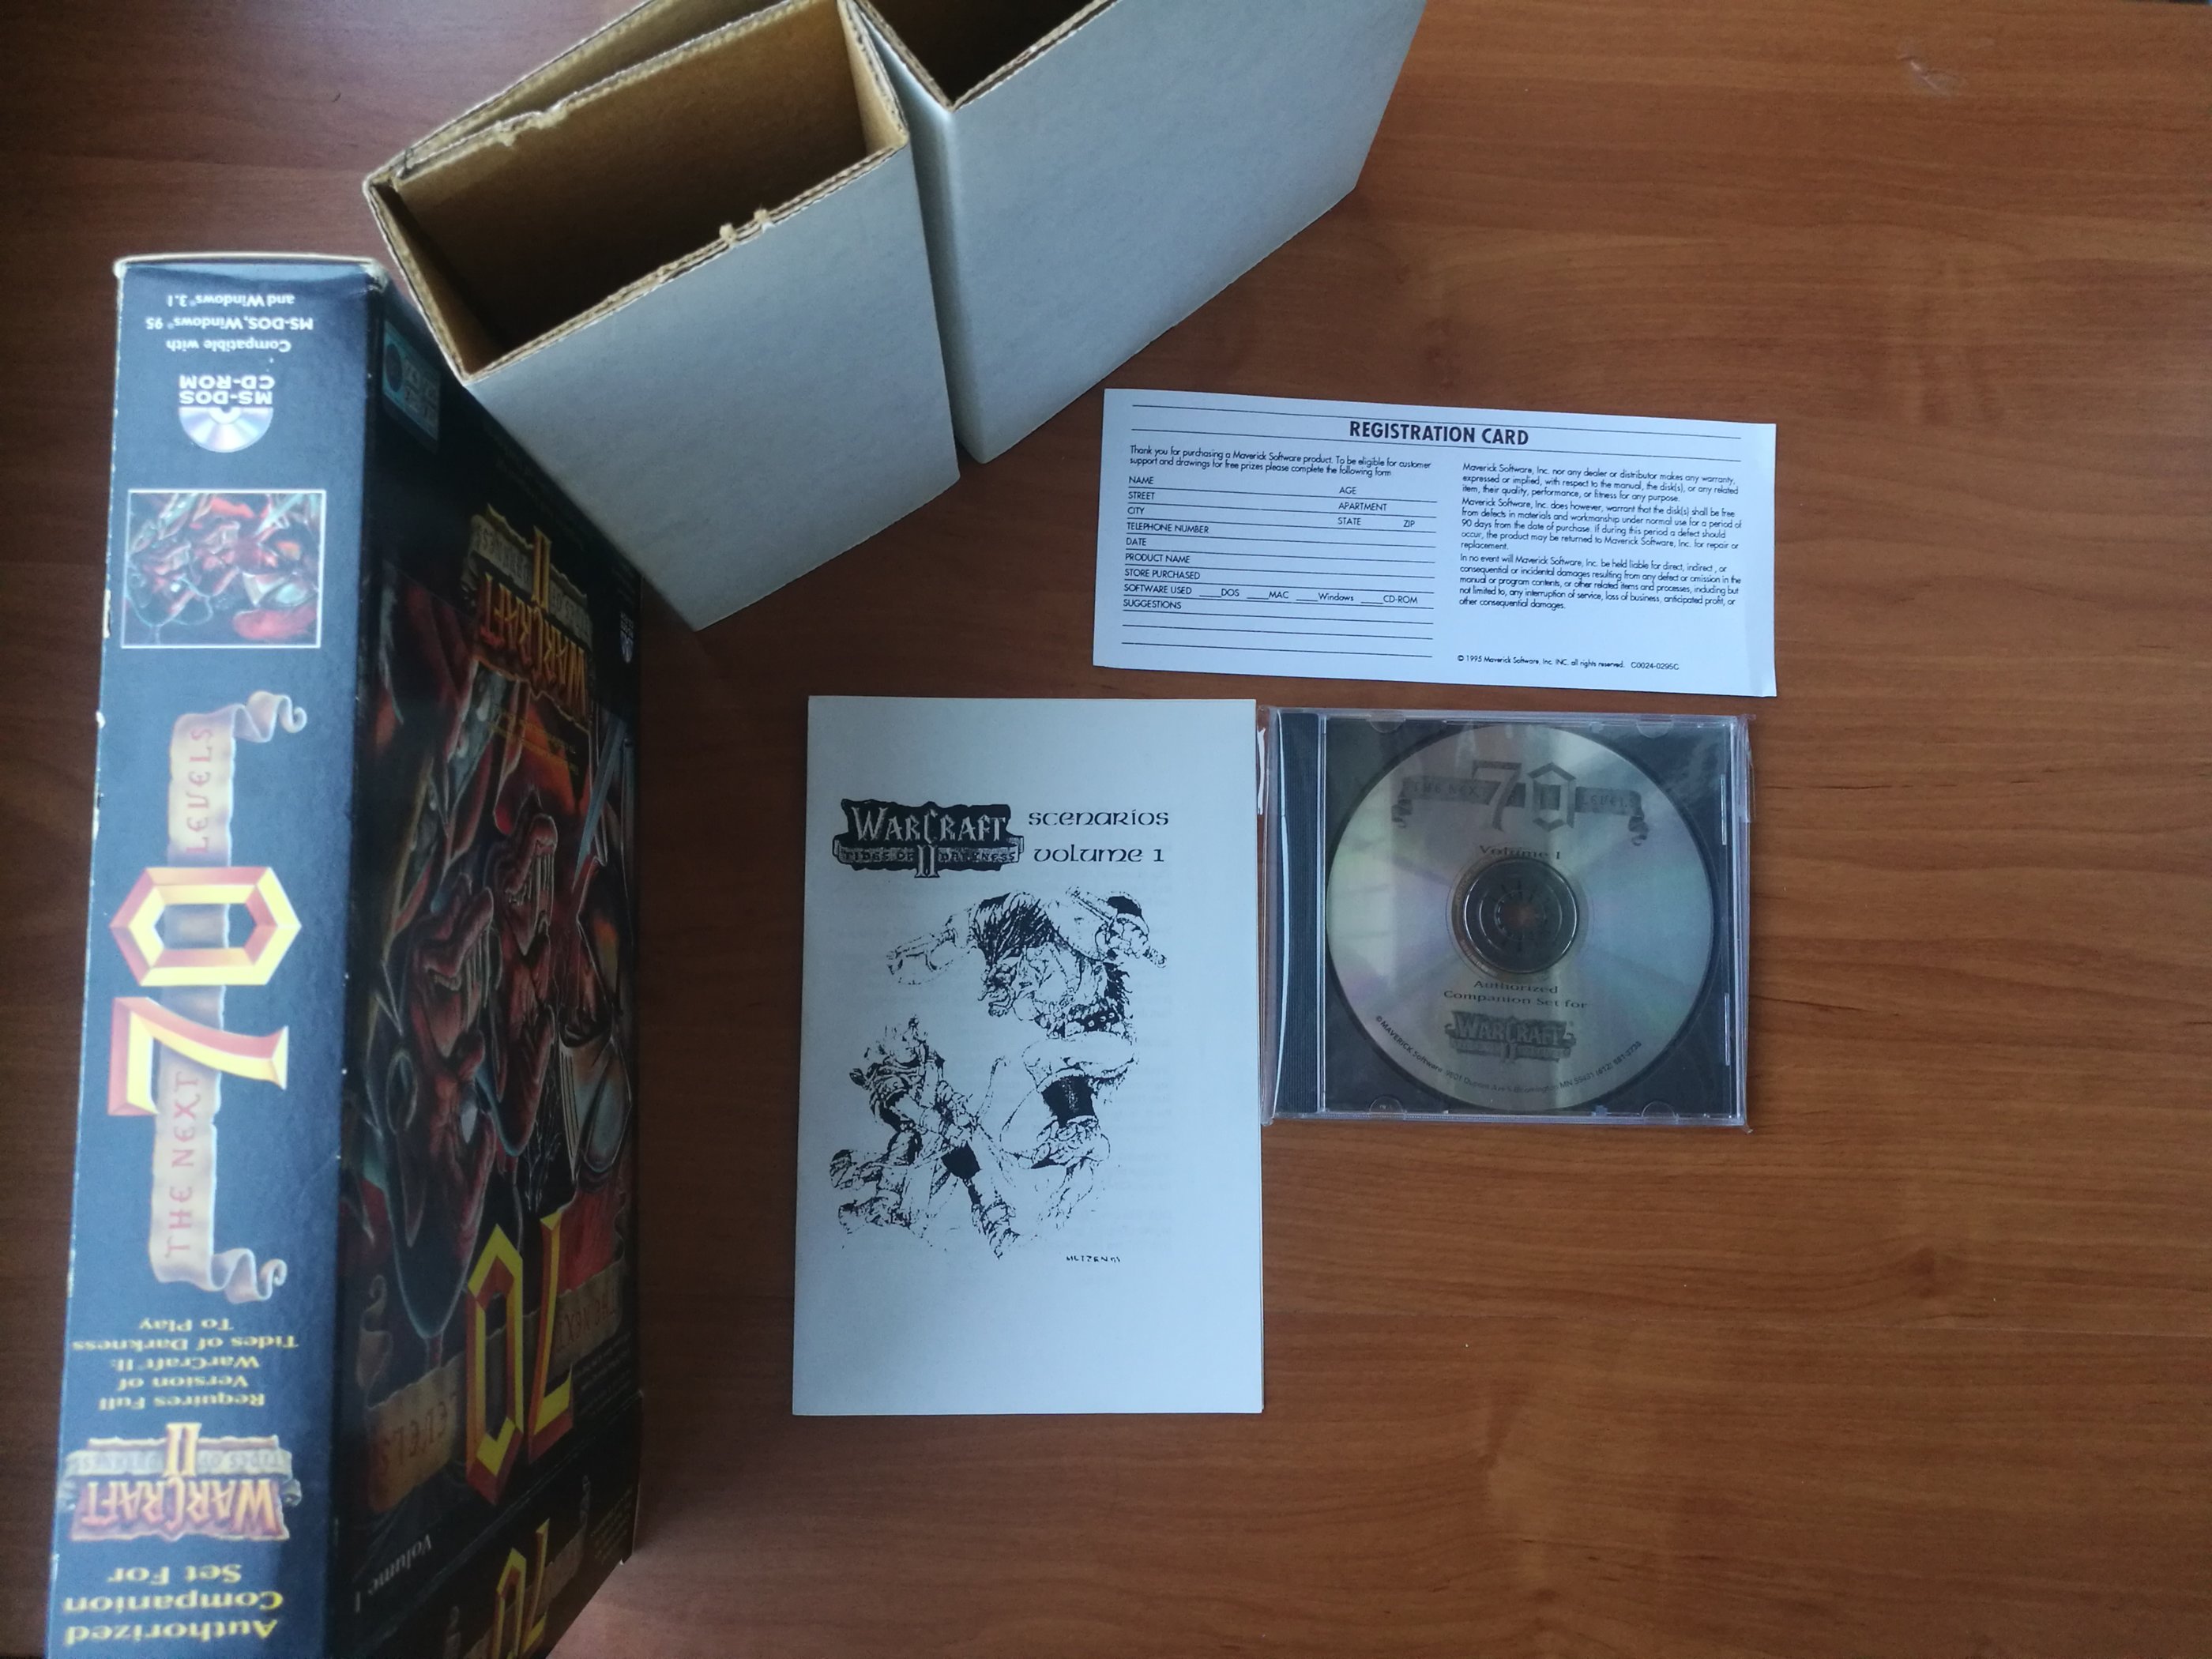 Authorized
Companion
Set For
WARCRAFT
TIDES OF DARKNESS
II
Requires Full
Version of
WarCraft II:
Tides of Darkness
To Play
THE NEXT 70 LEVELS
MS-DOS
CD-ROM
Compatible with
MS-DOS, Windows® 95
and Windows® 3.1
WARCRAFT
II
THE NEXT
70
LEVELS
Volume 1
70
REGISTRATION CARD
Thank you for purchasing a Maverick Software product. To be eligible for customer
support and drawings for free prizes please complete the following form
NAME AGE
STREET APARTMENT
CITY STATE ZIP
TELEPHONE NUMBER
DATE
PRODUCT NAME
STORE PURCHASED
SOFTWARE USED _____DOS _____MAC _____Windows _____CD-ROM
SUGGESTIONS
Maverick Software, Inc. nor any dealer or distributor makes any warranty,
expressed or implied, with respect to the manual, the disk(s), or any related
item, their quality, performance, or fitness for any purpose.
Maverick Software, Inc. does however, warrant that the disk(s) shall be free
from defects in materials and workmanship under normal use for a period of
90 days from the date of purchase. If during this period a defect should
occur, the product may be returned to Maverick Software, Inc. for repair or
replacement.
In no event will Maverick Software, Inc. be held liable for direct, indirect , or
consequential or incidental damages resulting from any defect or omission in the
manual or program contents, or other related items and processes, including but
not limited to, any interruption of service, loss of business, anticipated profit, or
other consequential damages.
© 1995 Maverick Software, Inc. INC. all rights reserved. C0024-0295C
WARCRAFT
TIDES OF DARKNESS
II
scenarios
volume 1
METZEN 95
THE NEXT 70 LEVELS
Volume 1
Authorized
Companion Set for
WARCRAFT
II
© MAVERICK Software